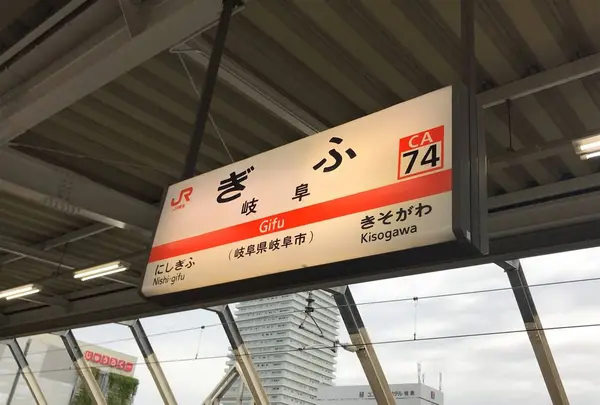 JR
ぎふ
CA
74
岐阜
Gifu
(岐阜県岐阜市)
にしぎふ
Nishi-gifu
きそがわ
Kisogawa